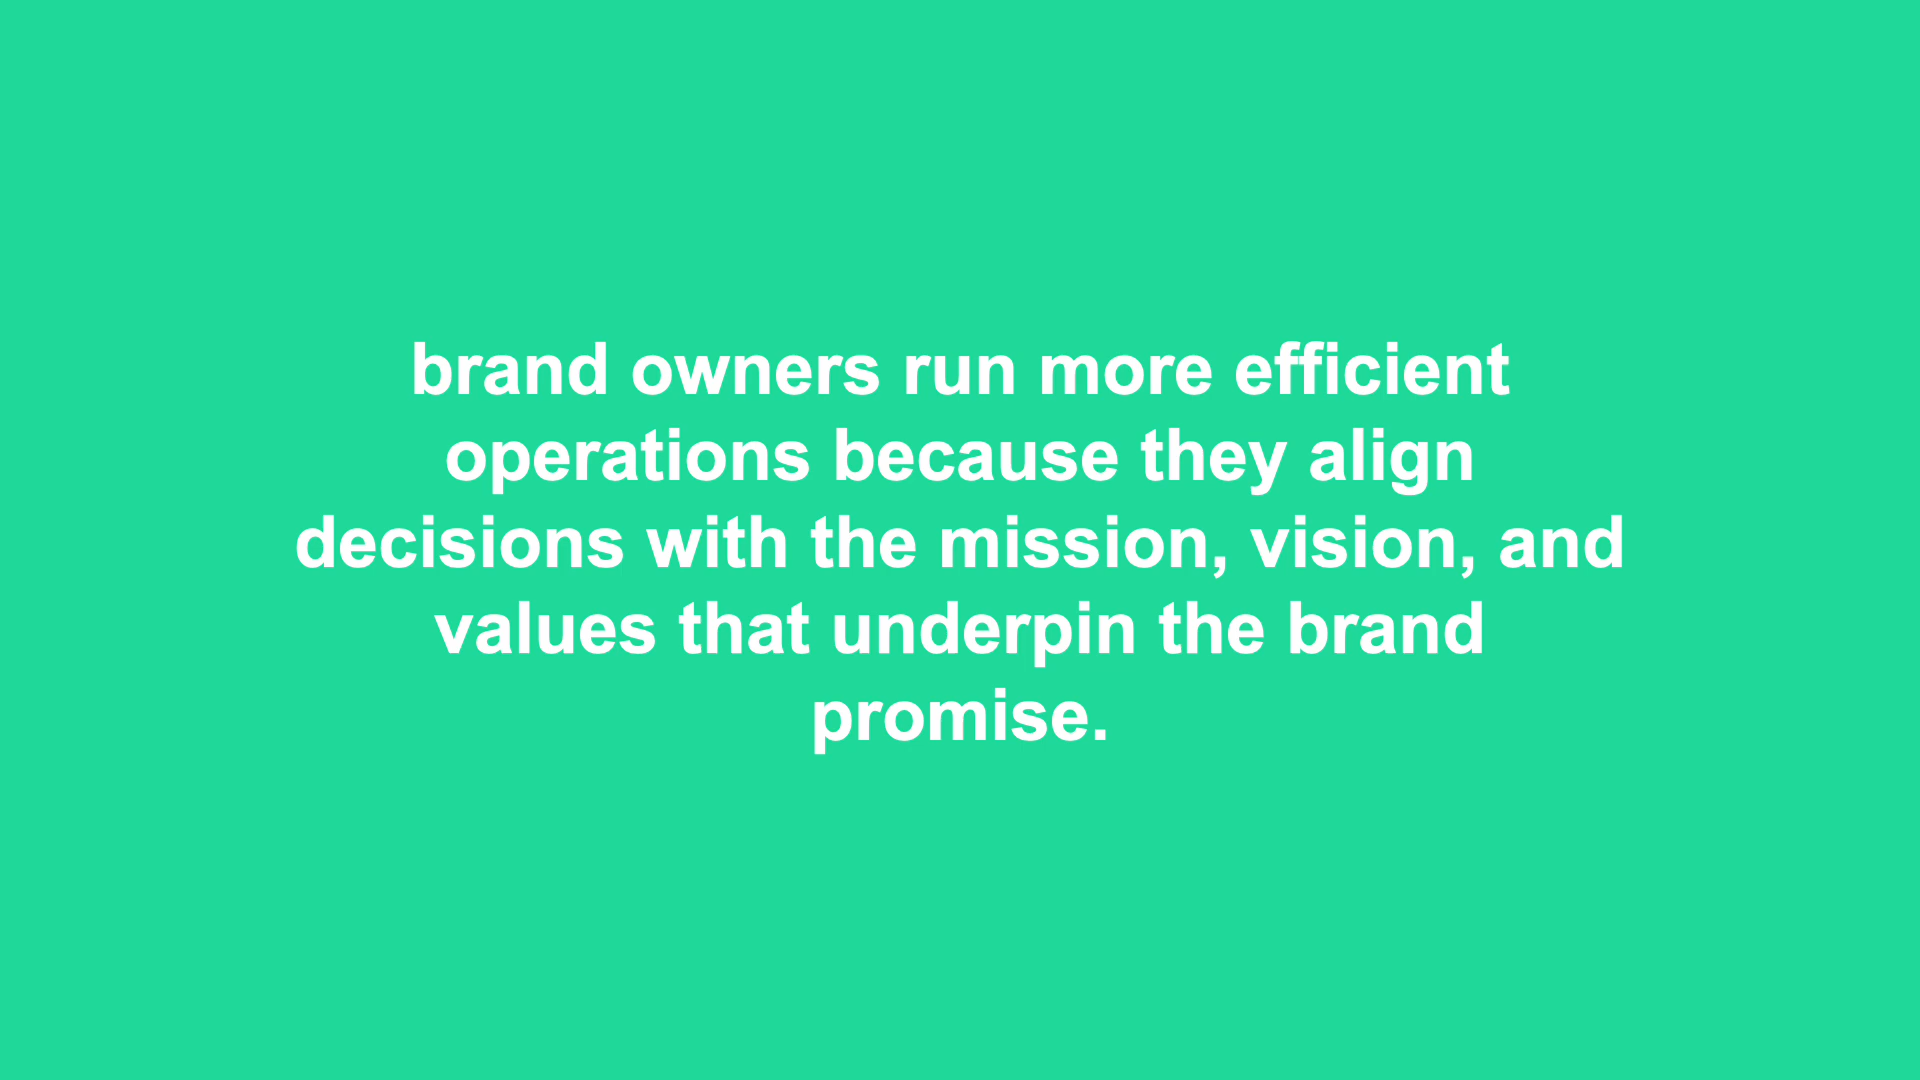 brand owners run more efficient
operations because they align
decisions with the mission, vision, and
values that underpin the brand
promise.